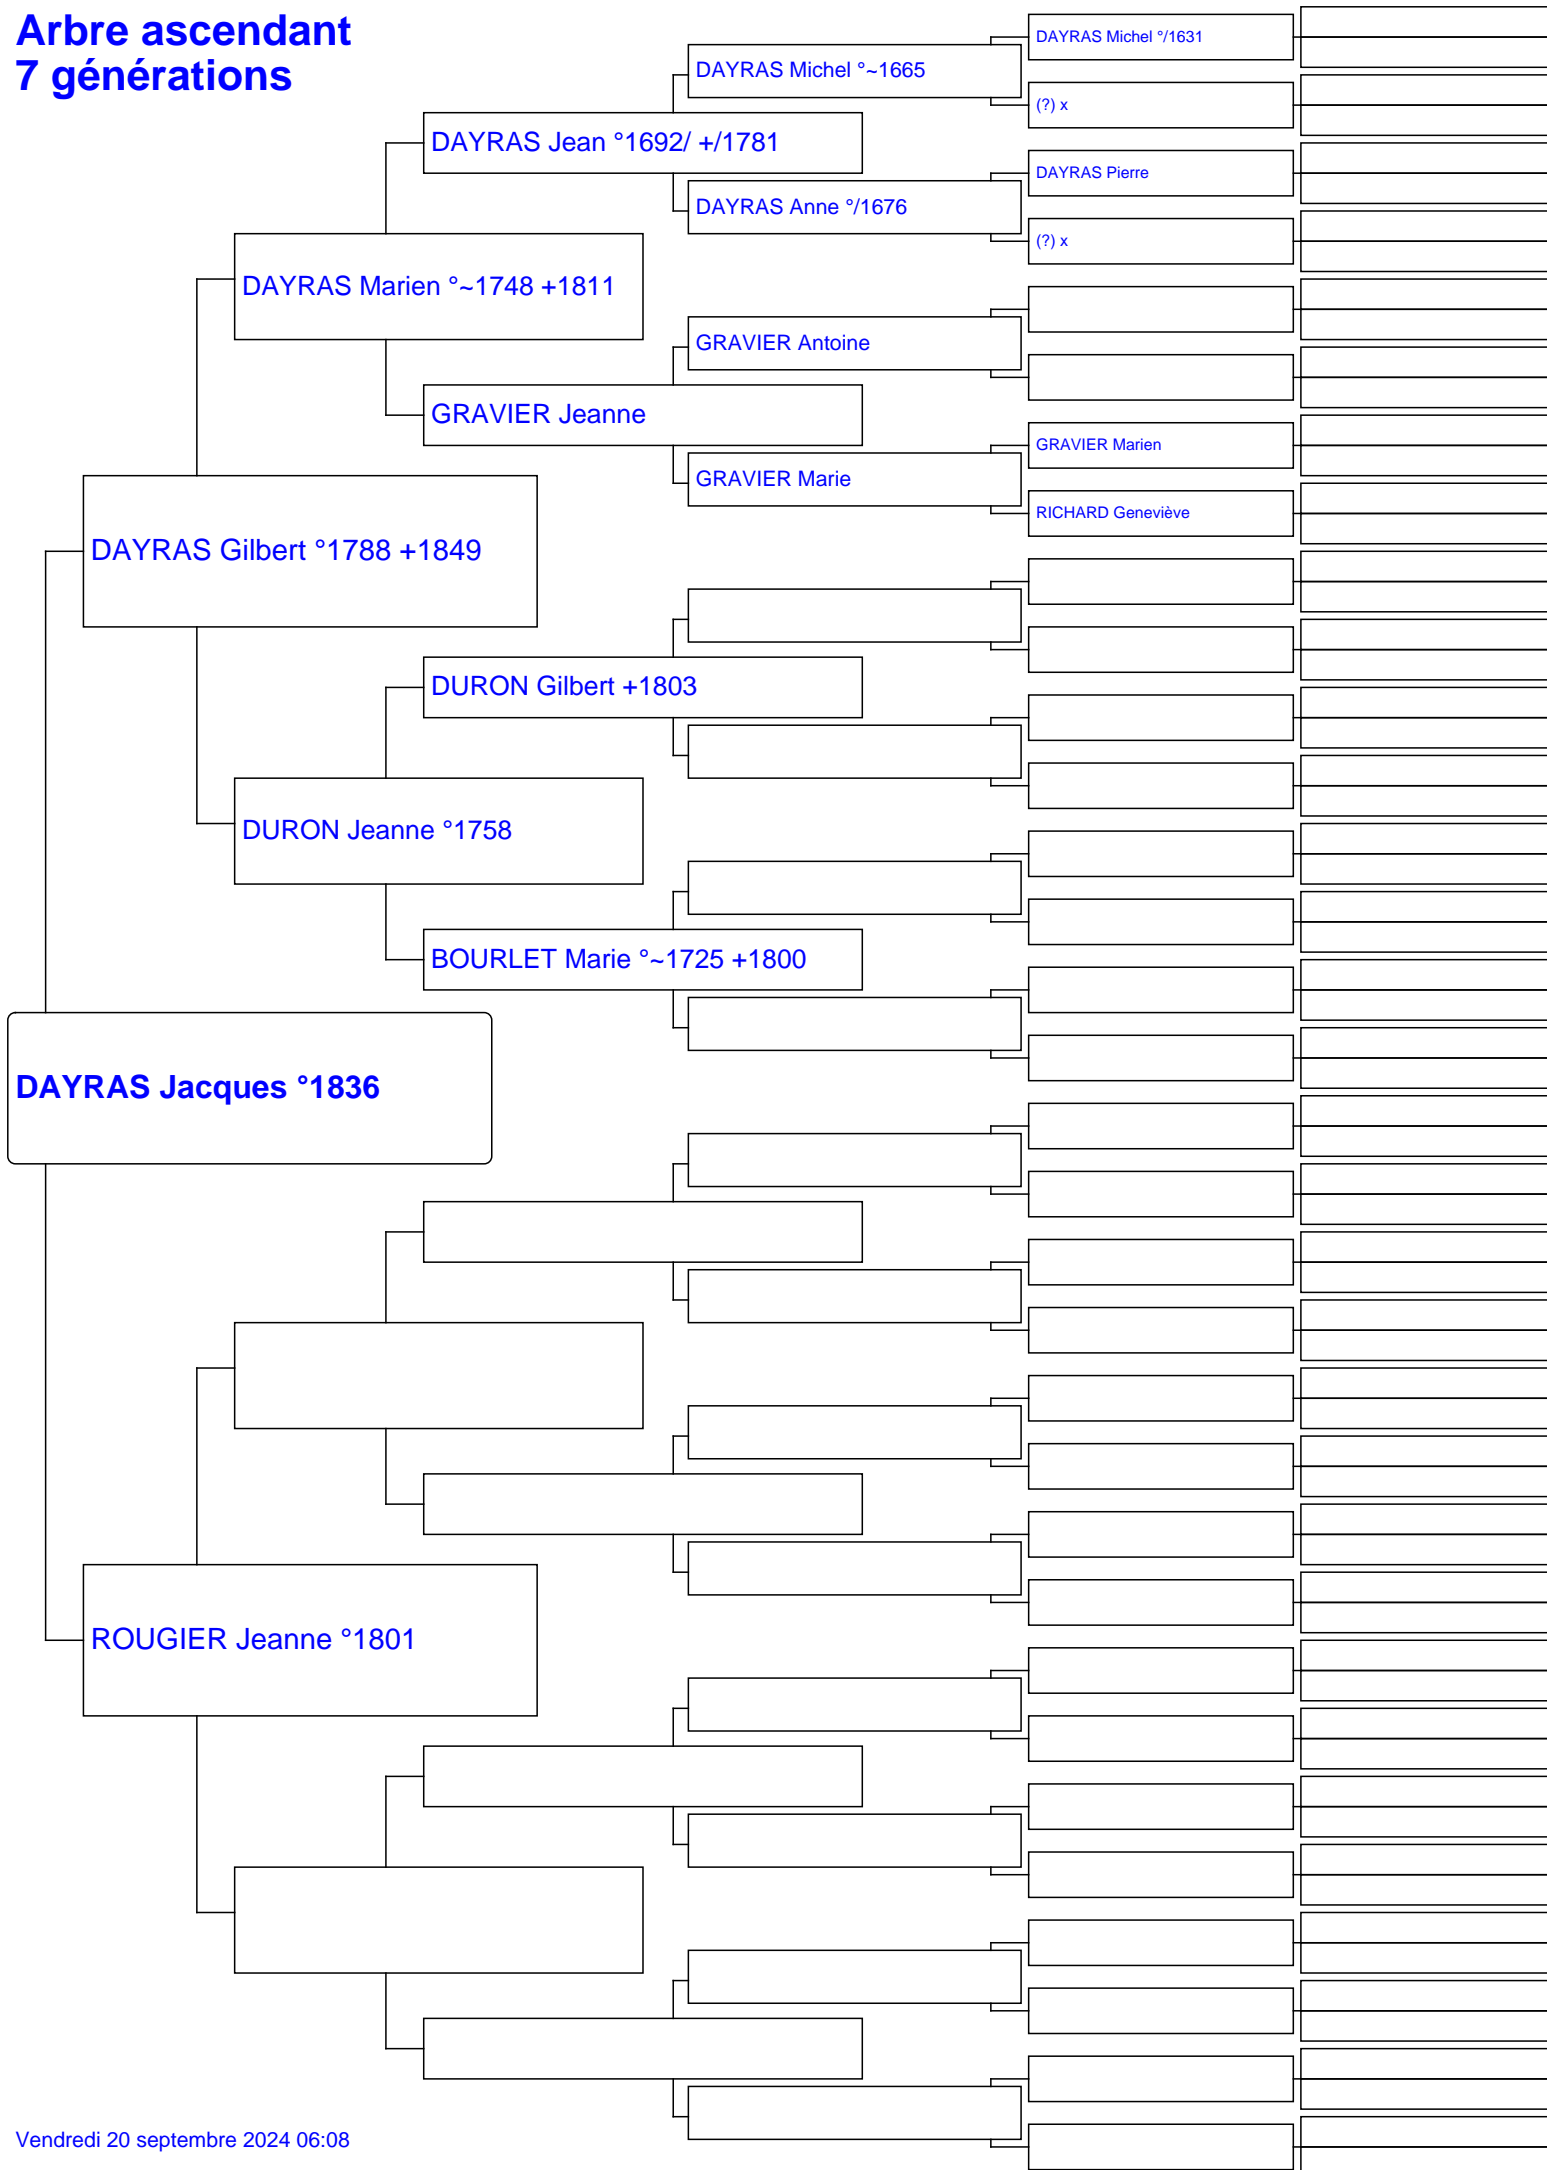 Arbre ascendant
7 générations
DAYRAS Michel °/1631
DAYRAS Michel °~1665
(?) x
DAYRAS Jean °1692/ +/1781
DAYRAS Pierre
DAYRAS Anne °/1676
(?) x
DAYRAS Marien °~1748 +1811
GRAVIER Antoine
GRAVIER Jeanne
GRAVIER Marien
GRAVIER Marie
RICHARD Geneviève
DAYRAS Gilbert °1788 +1849
DURON Gilbert +1803
DURON Jeanne °1758
BOURLET Marie °~1725 +1800
DAYRAS Jacques °1836
ROUGIER Jeanne °1801
Vendredi 20 septembre 2024 06:08